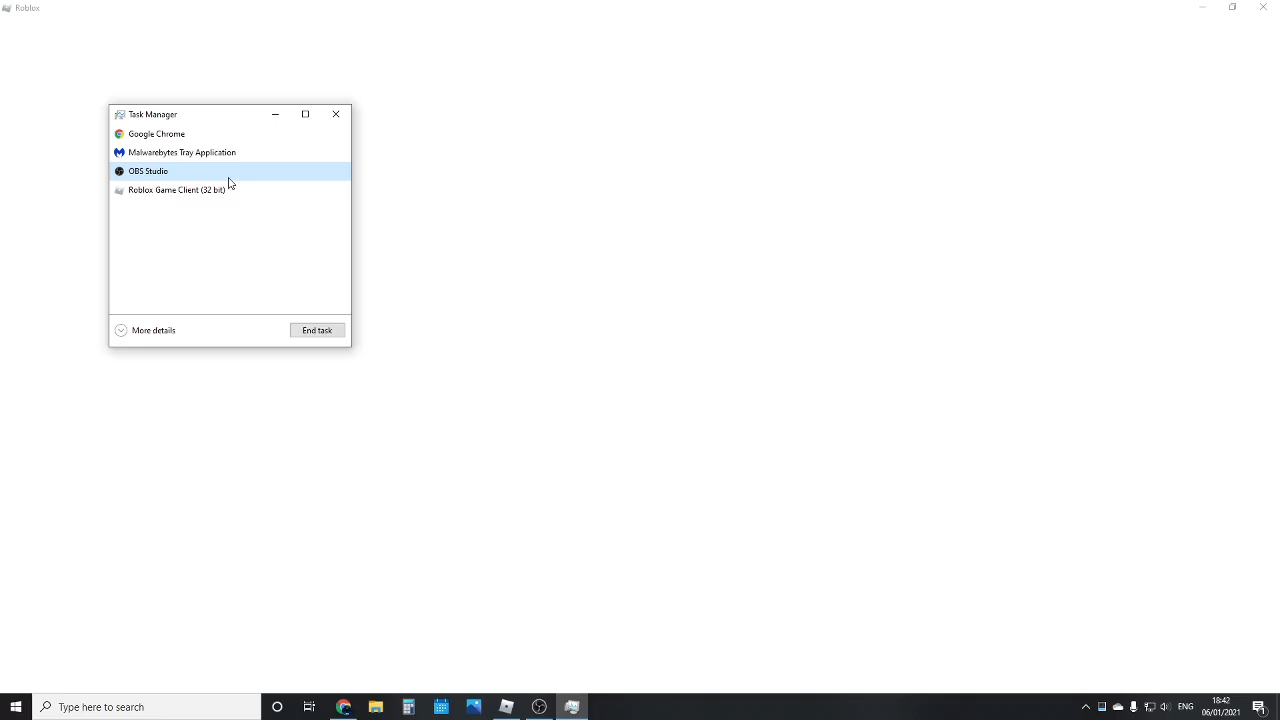 Roblox
Task Manager
Google Chrome
Malwarebytes Tray Application
OBS Studio
Roblox Game Client (32 bit)
More details
End task
Type here to search
ENG
18:42
06/01/2021
1